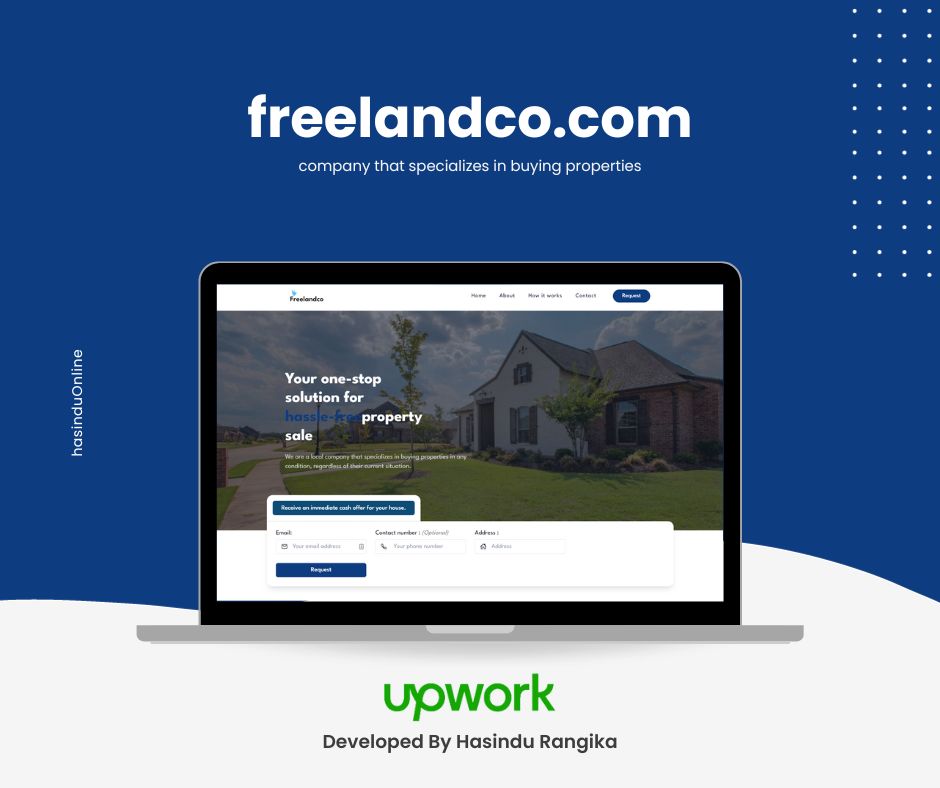 freelandco.com
company that specializes in buying properties
hasinduOnline
Freelandco
Home About How it works Contact Request
Your one-stop
solution for
hassle-free property
sale
We are a local company that specializes in buying properties in any
condition, regardless of their current situation.
Receive an immediate cash offer for your house.
Email: Contact number : (Optional) Address :
Your email address Your phone number Address
Request
upwork
Developed By Hasindu Rangika